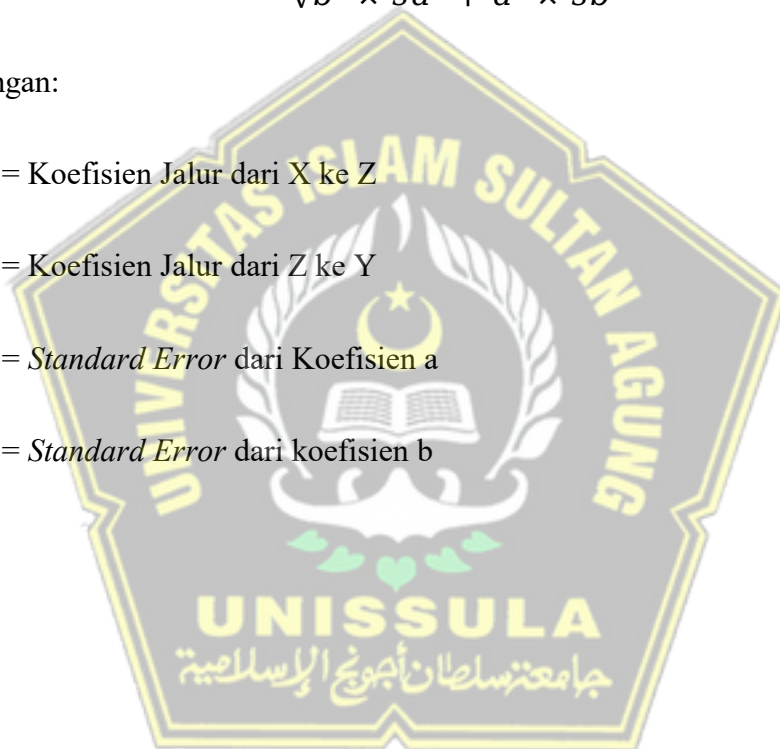 ngan:
= Koefisien Jalur dari X ke Z
= Koefisien Jalur dari Z ke Y
= Standard Error dari Koefisien a
= Standard Error dari koefisien b
UNIVERSITAS ISLAM SULTAN AGUNG
UNISSULA
جامعة سلطان أجونج الإسلامية